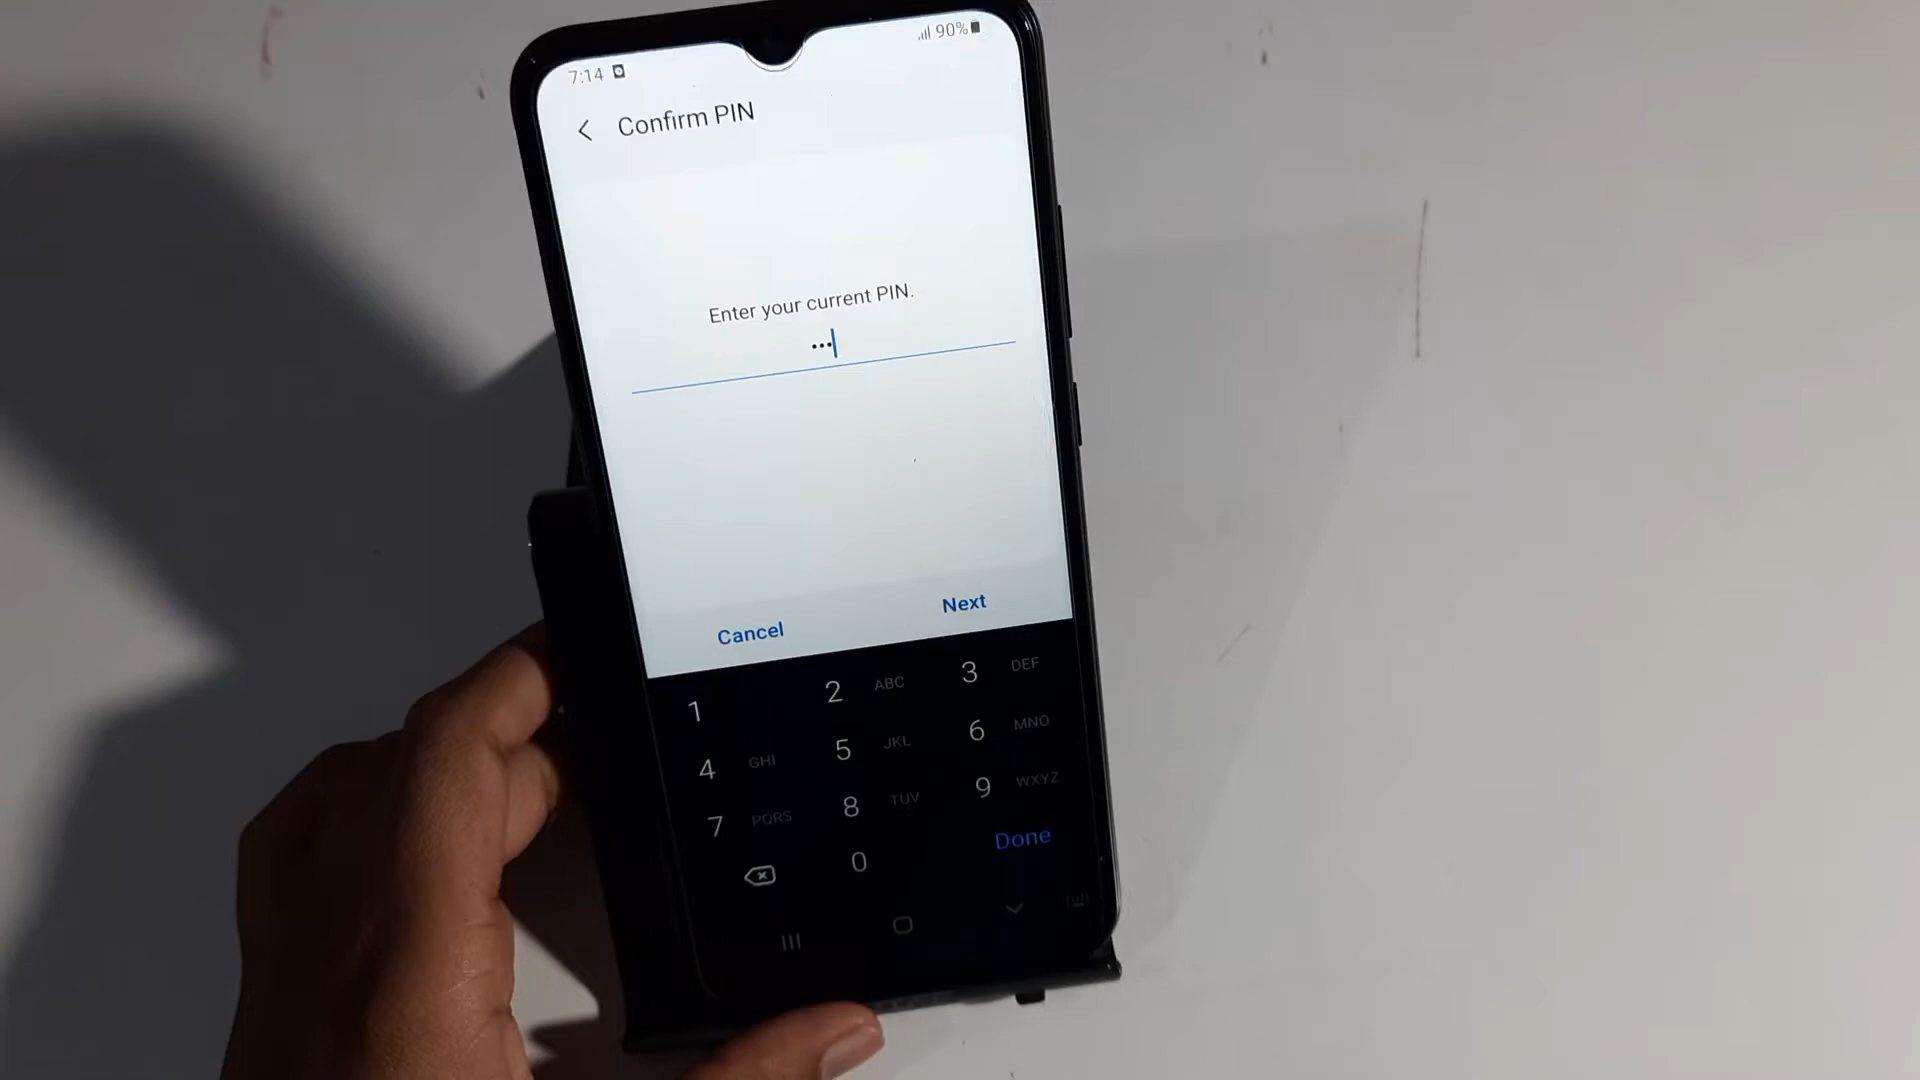 7:14 90%
Confirm PIN
Enter your current PIN.
•••
Cancel Next
1 2 ABC 3 DEF
4 GHI 5 JKL 6 MNO
7 PQRS 8 TUV 9 WXYZ
0 Done